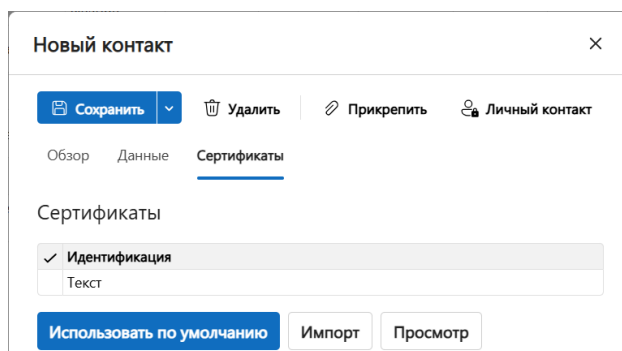 Новый контакт
Сохранить Удалить Прикрепить Личный контакт
Обзор Данные Сертификаты
Сертификаты
Идентификация
Текст
Использовать по умолчанию Импорт Просмотр